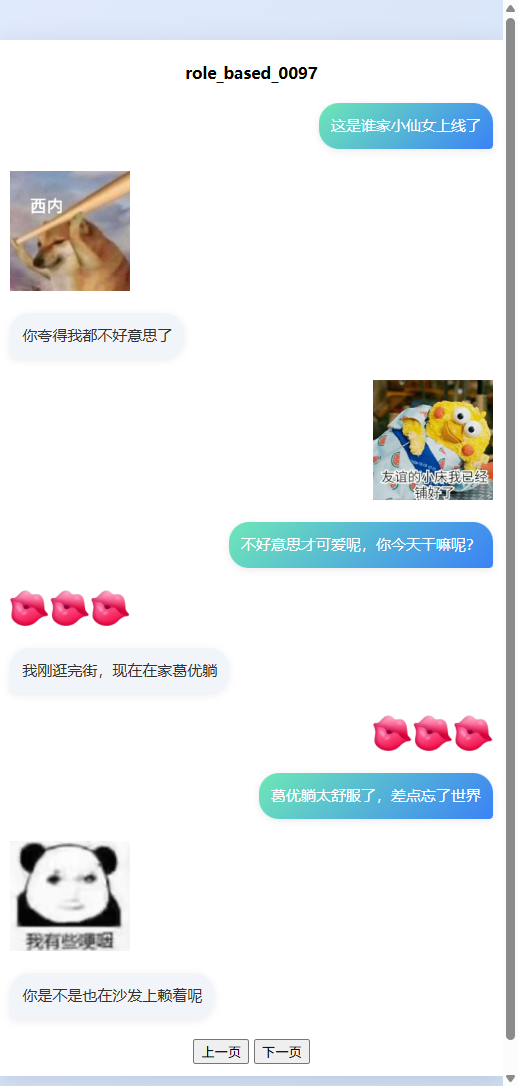 role_based_0097
这是谁家小仙女上线了
西内
你夸得我都不好意思了
友谊的小床我已经
铺好了
不好意思才可爱呢，你今天干嘛呢？
我刚逛完街，现在在家葛优躺
葛优躺太舒服了，差点忘了世界
我有些哽咽
你是不是也在沙发上赖着呢
上一页
下一页